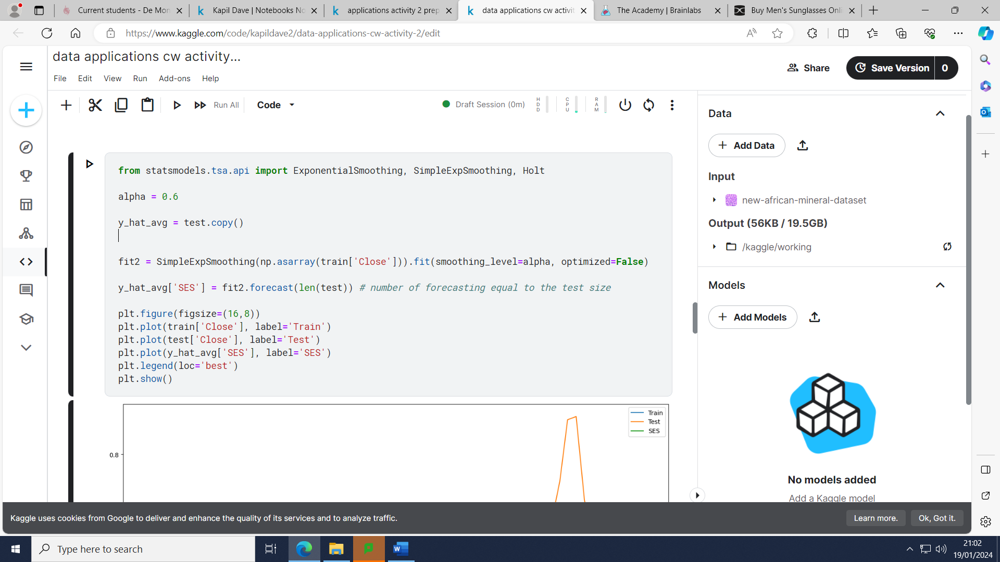 Current students - De Mon
Kapil Dave | Notebooks No
applications activity 2 prep
data applications cw activit
The Academy | Brainlabs
Buy Men's Sunglasses Onli
https://www.kaggle.com/code/kapildave2/data-applications-cw-activity-2/edit
data applications cw activity...
File Edit View Run Add-ons Help
Share
Save Version 0
Run All
Code
Draft Session (0m)
HDD
CPU
RAM
from statsmodels.tsa.api import ExponentialSmoothing, SimpleExpSmoothing, Holt
alpha = 0.6
y_hat_avg = test.copy()
fit2 = SimpleExpSmoothing(np.asarray(train['Close'])).fit(smoothing_level=alpha, optimized=False)
y_hat_avg['SES'] = fit2.forecast(len(test)) # number of forecasting equal to the test size
plt.figure(figsize=(16,8))
plt.plot(train['Close'], label='Train')
plt.plot(test['Close'], label='Test')
plt.plot(y_hat_avg['SES'], label='SES')
plt.legend(loc='best')
plt.show()
Train
Test
SES
0.8
Data
Add Data
Input
new-african-mineral-dataset
Output (56KB / 19.5GB)
/kaggle/working
Models
Add Models
No models added
Add a Kaggle model
Kaggle uses cookies from Google to deliver and enhance the quality of its services and to analyze traffic.
Learn more.
Ok, Got it.
Type here to search
21:02
19/01/2024